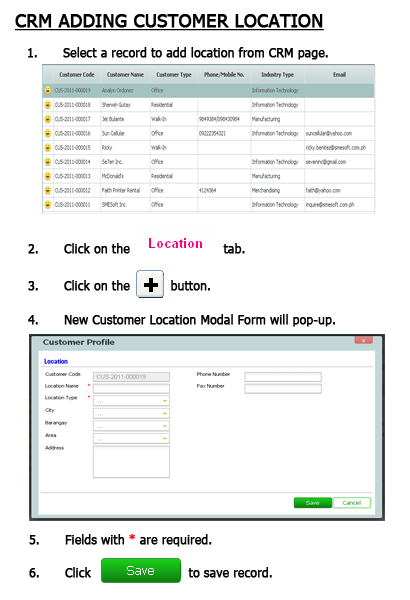 CRM ADDING CUSTOMER LOCATION
1. Select a record to add location from CRM page.
Customer Code Customer Name Customer Type Phone/Mobile No. Industry Type Email
CUS-2011-000019 Analyn Ordonez Office Information Technology
CUS-2011-000018 Sherwin Gutay Residential Information Technology
CUS-2011-000017 Jet Bulante Walk-In 9849384/098430984 Manufacturing
CUS-2011-000016 Sun Cellular Office 09222354321 Information Technology suncellular@yahoo.com
CUS-2011-000015 Ricky Walk-In ricky.benitez@smesoft.com.ph
CUS-2011-000014 Se7en Inc. Office Information Technology sevennc@gmail.com
CUS-2011-000013 McDonald's Residential Manufacturing
CUS-2011-000012 Faith Printer Rental Office 4124364 Merchandising faith@yahoo.com
CUS-2011-000011 SMESoft Inc. Office Information Technology inquire@smesoft.com.ph
2. Click on the Location tab.
3. Click on the + button.
4. New Customer Location Modal Form will pop-up.
Customer Profile x
Location
Customer Code CUS-2011-000019 Phone Number
Location Name * Fax Number
Location Type * ...
City ...
Barangay ...
Area ...
Address
Save Cancel
5. Fields with * are required.
6. Click Save to save record.